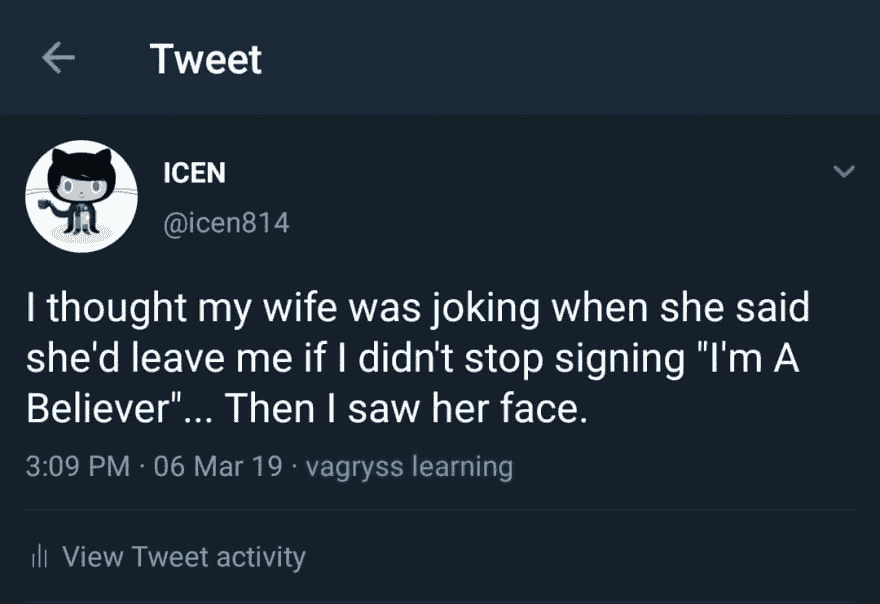 Tweet
ICEN
@icen814
I thought my wife was joking when she said
she'd leave me if I didn't stop signing "I'm A
Believer"... Then I saw her face.
3:09 PM · 06 Mar 19 · vagryss learning
View Tweet activity